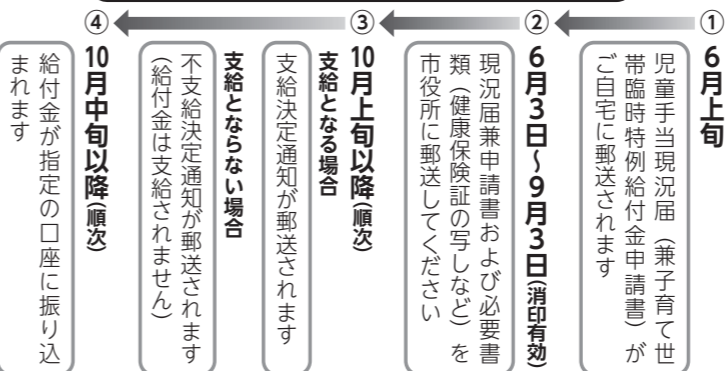 ①
6月上旬
児童手当現況届（兼子育て世
帯臨時特例給付金申請書）が
ご自宅に郵送されます
②
6月3日〜9月3日(消印有効)
現況届兼申請書および必要書
類（健康保険証の写しなど）を
市役所に郵送してください
③
10月上旬以降(順次)
支給となる場合
支給決定通知が郵送されます
支給とならない場合
不支給決定通知が郵送されます
(給付金は支給されません)
④
10月中旬以降(順次)
給付金が指定の口座に振り込
まれます